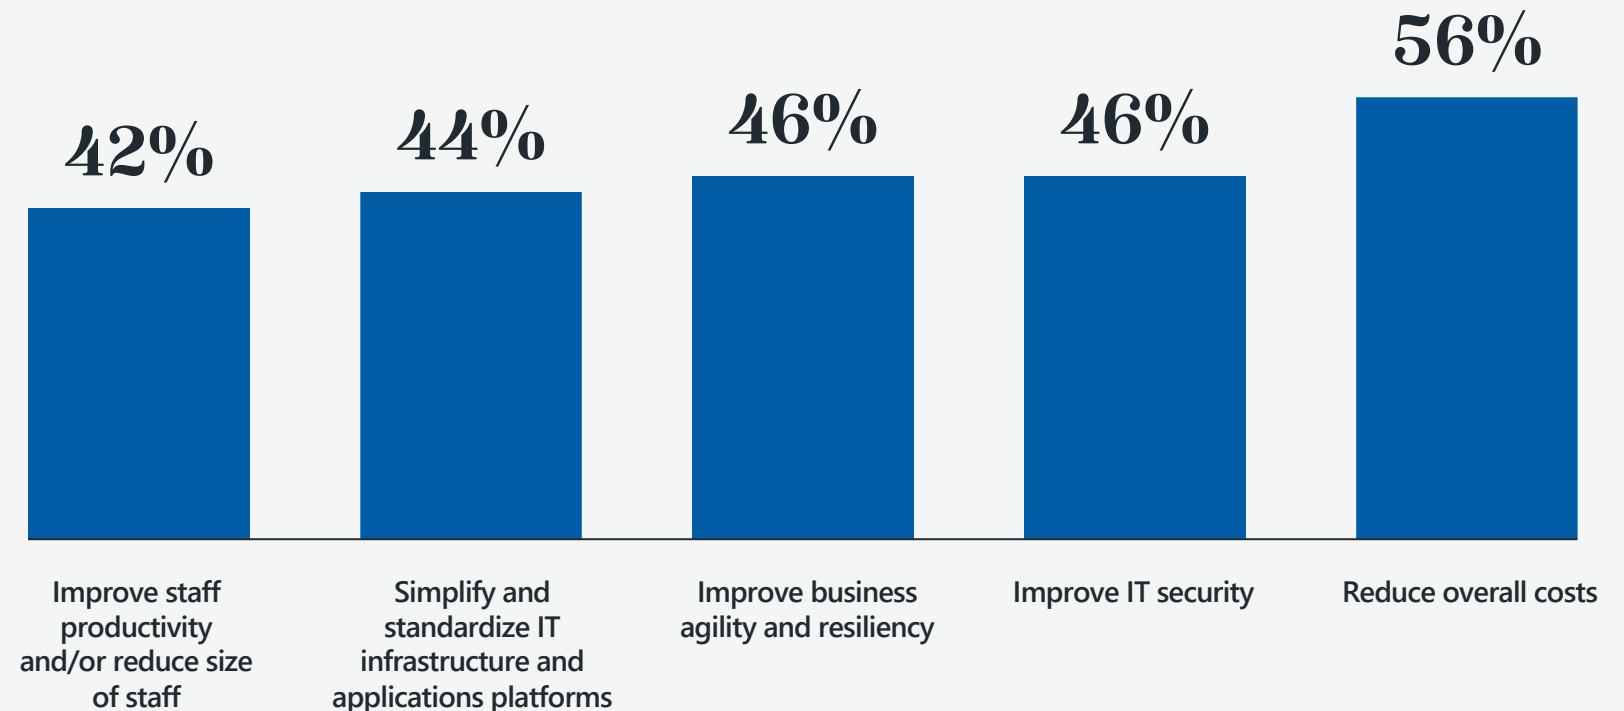 42%
44%
46%
46%
56%
Improve staff
productivity
and/or reduce size
of staff
Simplify and
standardize IT
infrastructure and
applications platforms
Improve business
agility and resiliency
Improve IT security
Reduce overall costs